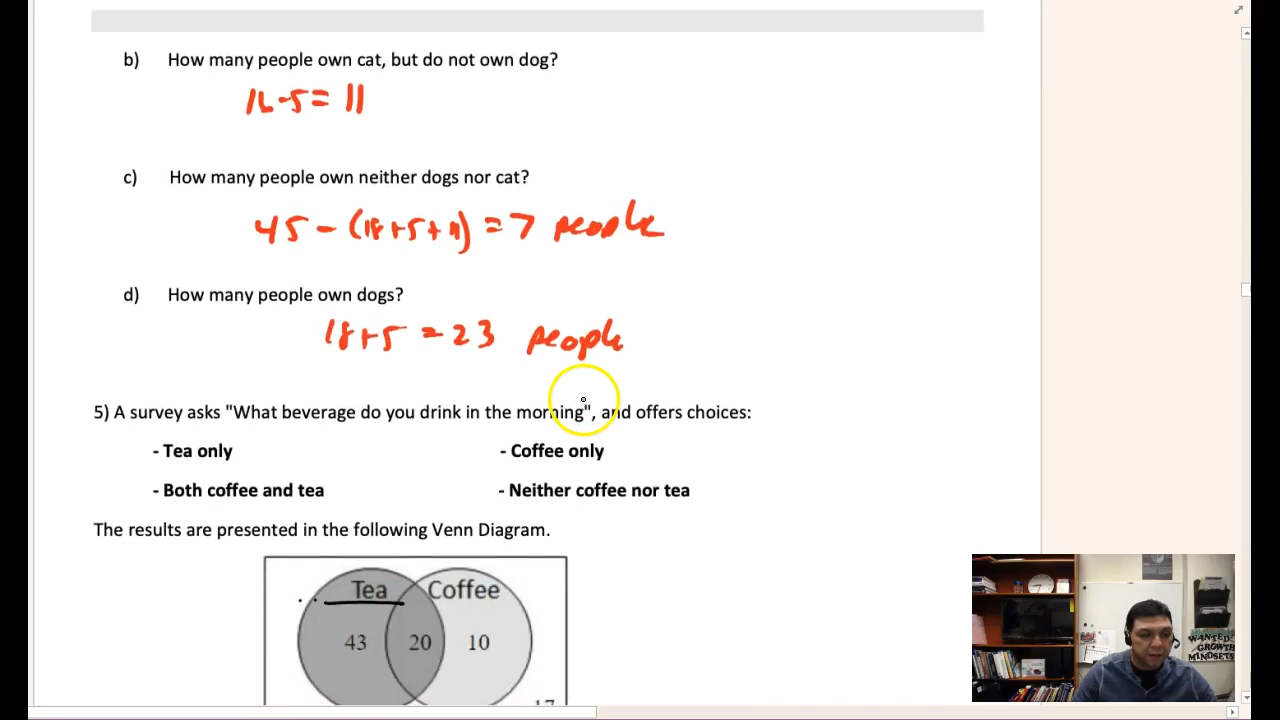 b) How many people own cat, but do not own dog?
16-5 = 11
c) How many people own neither dogs nor cat?
45 - (18+5+11) = 7 people
d) How many people own dogs?
18+5 = 23 people
5) A survey asks "What beverage do you drink in the morning", and offers choices:
- Tea only - Coffee only
- Both coffee and tea - Neither coffee nor tea
The results are presented in the following Venn Diagram.
Tea Coffee
43 20 10
17
WANTED
GROWTH
MINDSETS